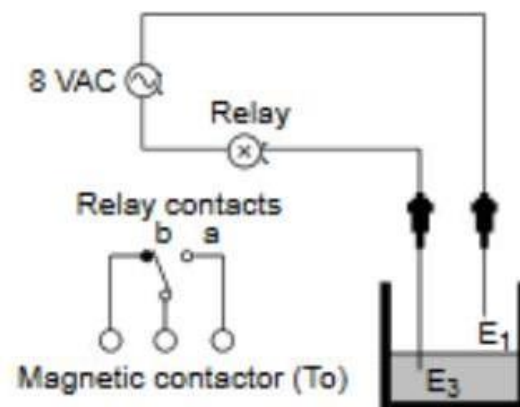 8 VAC
Relay
Relay contacts
b a
E1
E3
Magnetic contactor (To)